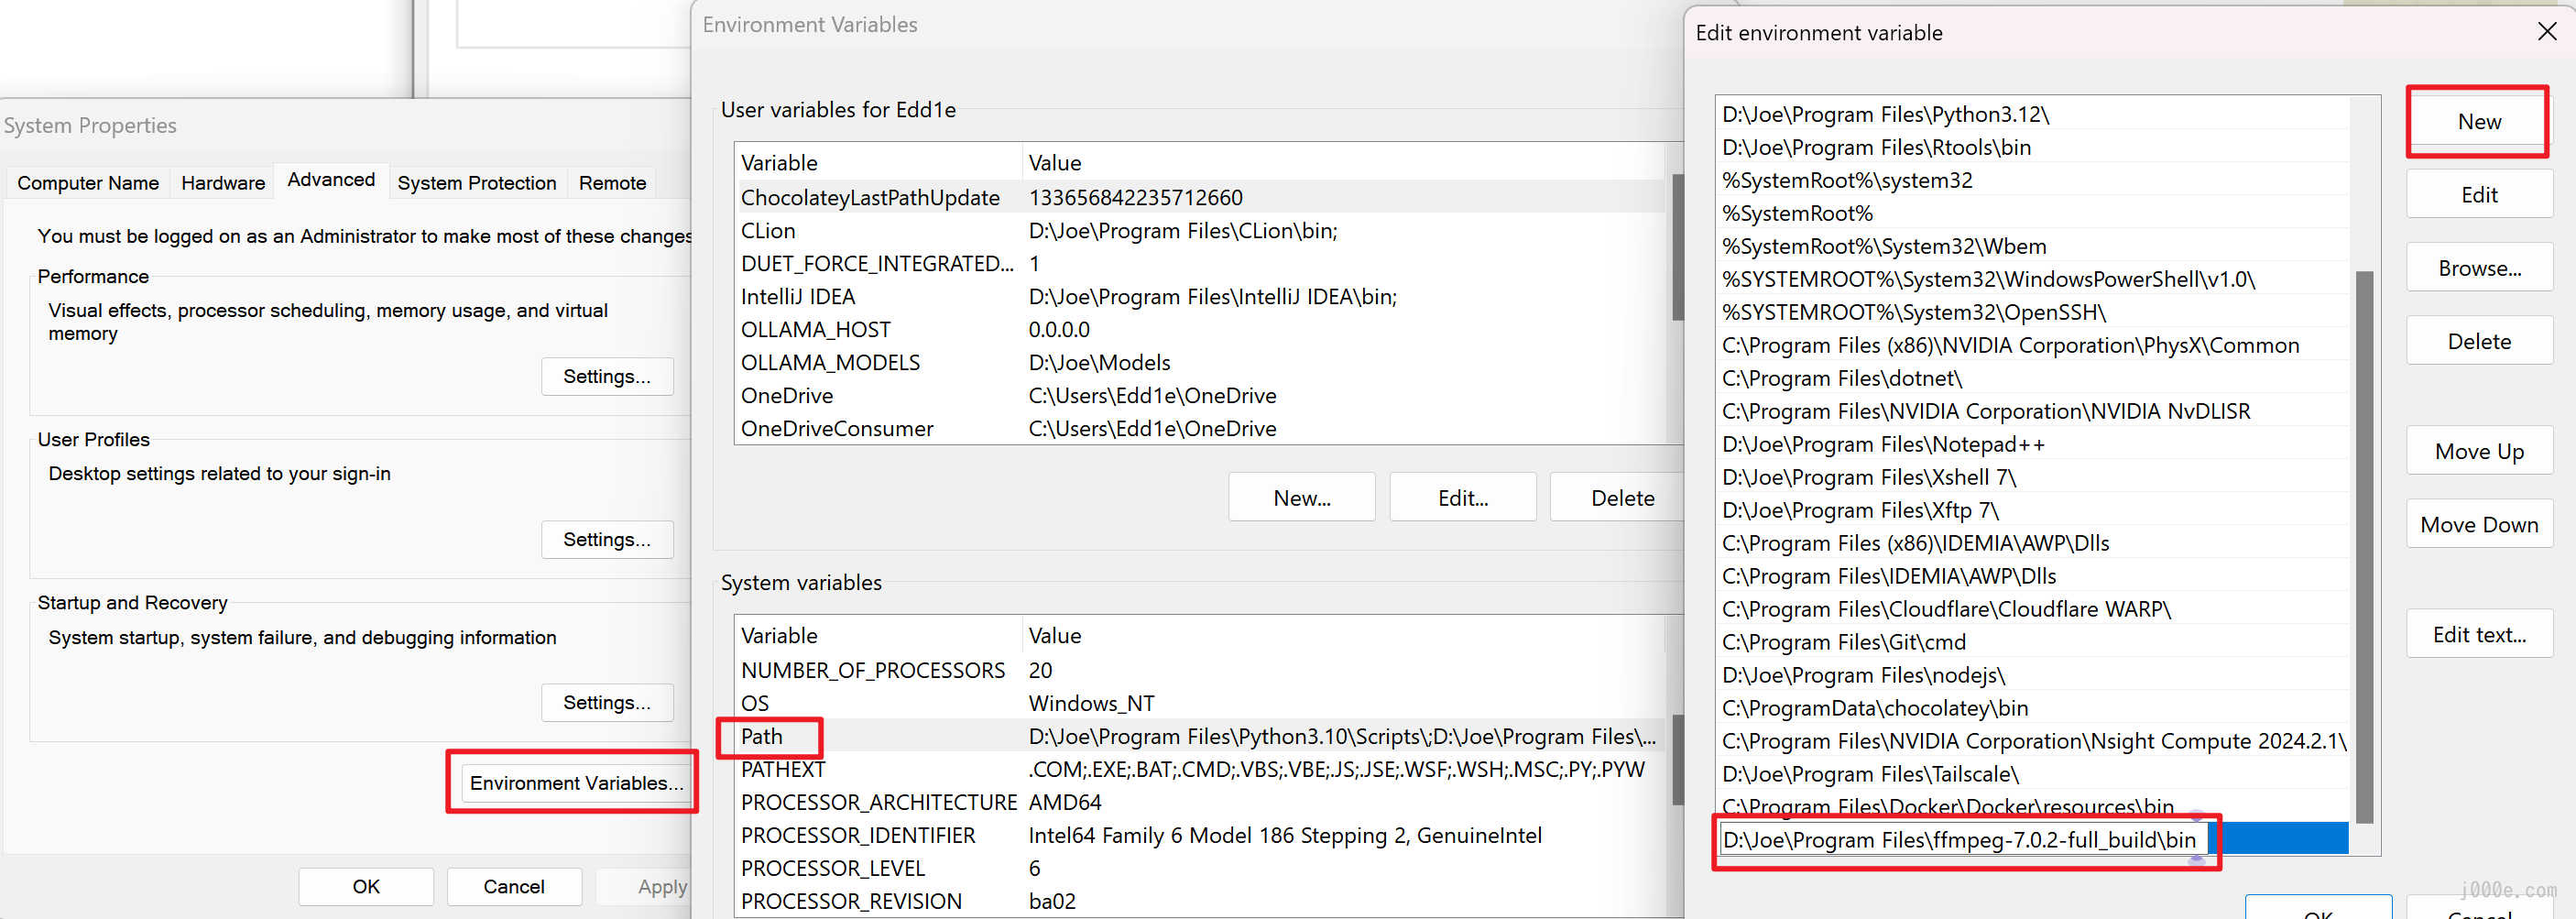 System Properties
Computer Name
Hardware
Advanced
System Protection
Remote
You must be logged on as an Administrator to make most of these changes
Performance
Visual effects, processor scheduling, memory usage, and virtual
memory
Settings...
User Profiles
Desktop settings related to your sign-in
Settings...
Startup and Recovery
System startup, system failure, and debugging information
Settings...
Environment Variables...
OK
Cancel
Apply
Environment Variables
User variables for Edd1e
Variable Value
ChocolateyLastPathUpdate 133656842235712660
CLion D:\Joe\Program Files\CLion\bin;
DUET_FORCE_INTEGRATED... 1
IntelliJ IDEA D:\Joe\Program Files\IntelliJ IDEA\bin;
OLLAMA_HOST 0.0.0.0
OLLAMA_MODELS D:\Joe\Models
OneDrive C:\Users\Edd1e\OneDrive
OneDriveConsumer C:\Users\Edd1e\OneDrive
New...
Edit...
Delete
System variables
Variable Value
NUMBER_OF_PROCESSORS 20
OS Windows_NT
Path D:\Joe\Program Files\Python3.10\Scripts\;D:\Joe\Program Files\...
PATHEXT .COM;.EXE;.BAT;.CMD;.VBS;.VBE;.JS;.JSE;.WSF;.WSH;.MSC;.PY;.PYW
PROCESSOR_ARCHITECTURE AMD64
PROCESSOR_IDENTIFIER Intel64 Family 6 Model 186 Stepping 2, GenuineIntel
PROCESSOR_LEVEL 6
PROCESSOR_REVISION ba02
Edit environment variable
D:\Joe\Program Files\Python3.12\
D:\Joe\Program Files\Rtools\bin
%SystemRoot%\system32
%SystemRoot%
%SystemRoot%\System32\Wbem
%SYSTEMROOT%\System32\WindowsPowerShell\v1.0\
%SYSTEMROOT%\System32\OpenSSH\
C:\Program Files (x86)\NVIDIA Corporation\PhysX\Common
C:\Program Files\dotnet\
C:\Program Files\NVIDIA Corporation\NVIDIA NvDLISR
D:\Joe\Program Files\Notepad++
D:\Joe\Program Files\Xshell 7\
D:\Joe\Program Files\Xftp 7\
C:\Program Files (x86)\IDEMIA\AWP\Dlls
C:\Program Files\IDEMIA\AWP\Dlls
C:\Program Files\Cloudflare\Cloudflare WARP\
C:\Program Files\Git\cmd
D:\Joe\Program Files\nodejs\
C:\ProgramData\chocolatey\bin
C:\Program Files\NVIDIA Corporation\Nsight Compute 2024.2.1\
D:\Joe\Program Files\Tailscale\
C:\Program Files\Docker\Docker\resources\bin
D:\Joe\Program Files\ffmpeg-7.0.2-full_build\bin
New
Edit
Browse...
Delete
Move Up
Move Down
Edit text...
OK
Cancel
j000e.com